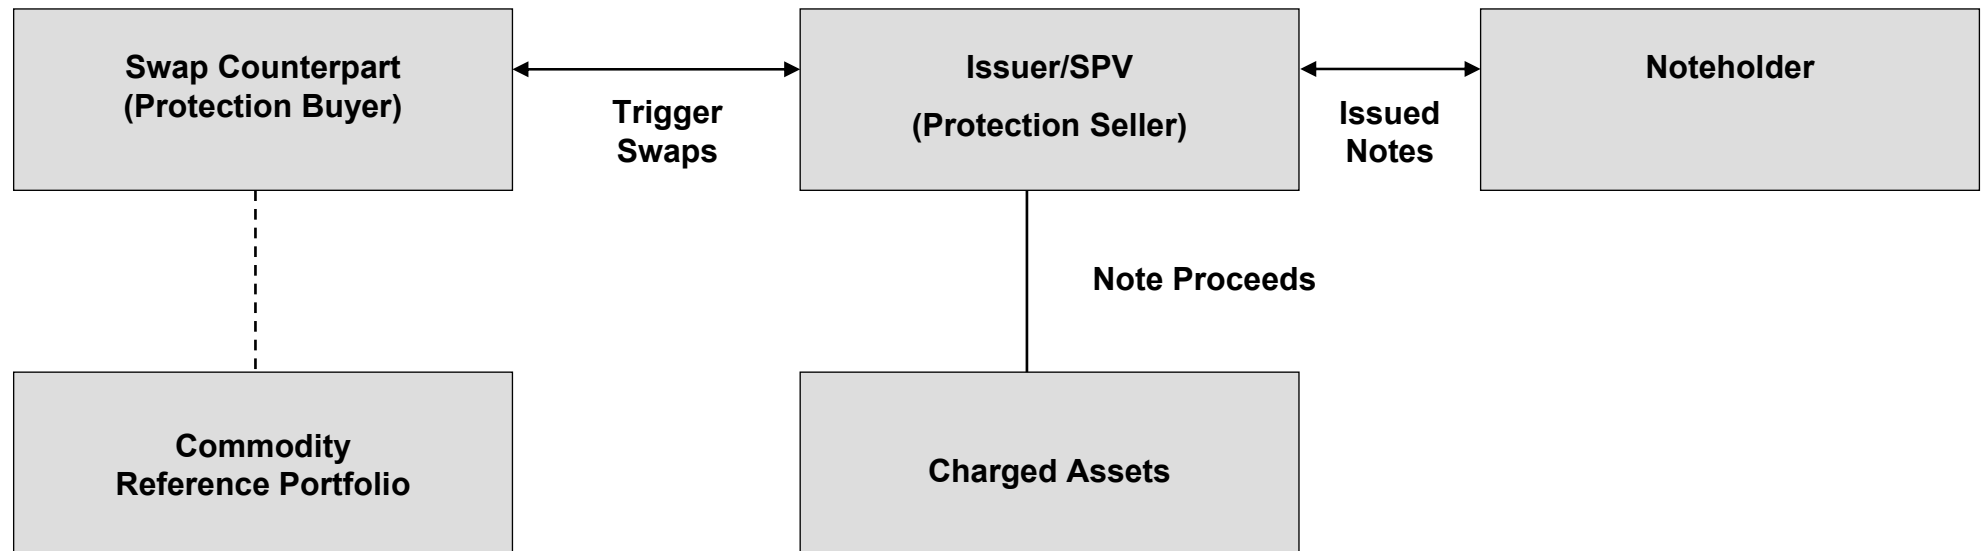 Swap Counterpart
(Protection Buyer)
Trigger
Swaps
Issuer/SPV
(Protection Seller)
Issued
Notes
Noteholder
Note Proceeds
Commodity
Reference Portfolio
Charged Assets